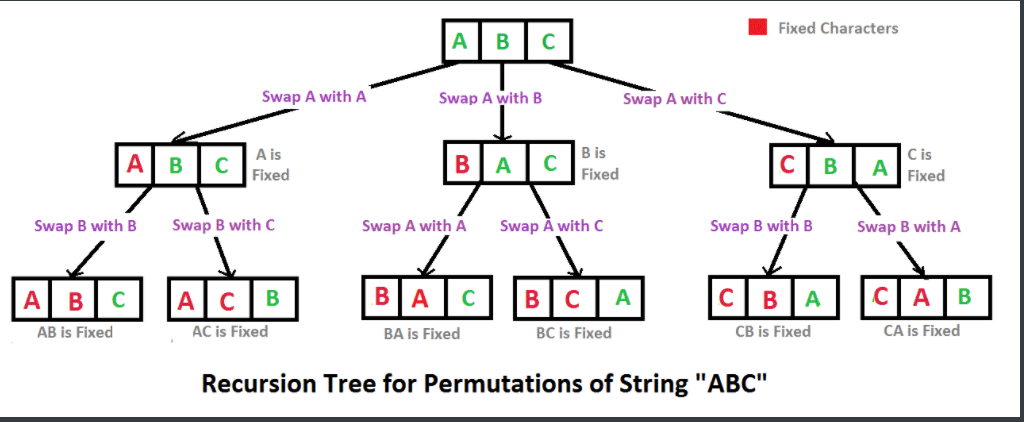 A B C
Fixed Characters
Swap A with A
Swap A with B
Swap A with C
A B C
A is
Fixed
B A C
B is
Fixed
C B A
C is
Fixed
Swap B with B
Swap B with C
Swap A with A
Swap A with C
Swap B with B
Swap B with A
A B C
A C B
B A C
B C A
C B A
C A B
AB is Fixed
AC is Fixed
BA is Fixed
BC is Fixed
CB is Fixed
CA is Fixed
Recursion Tree for Permutations of String "ABC"